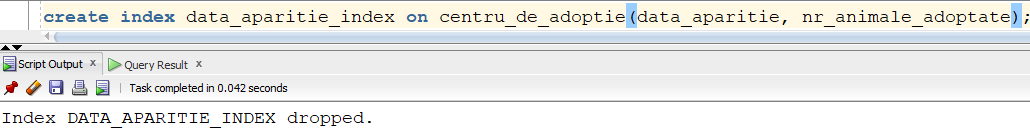 create index data_aparitie_index on centru_de_adoptie(data_aparitie, nr_animale_adoptate);
Script Output x Query Result x
Task completed in 0.042 seconds
Index DATA_APARITIE_INDEX dropped.